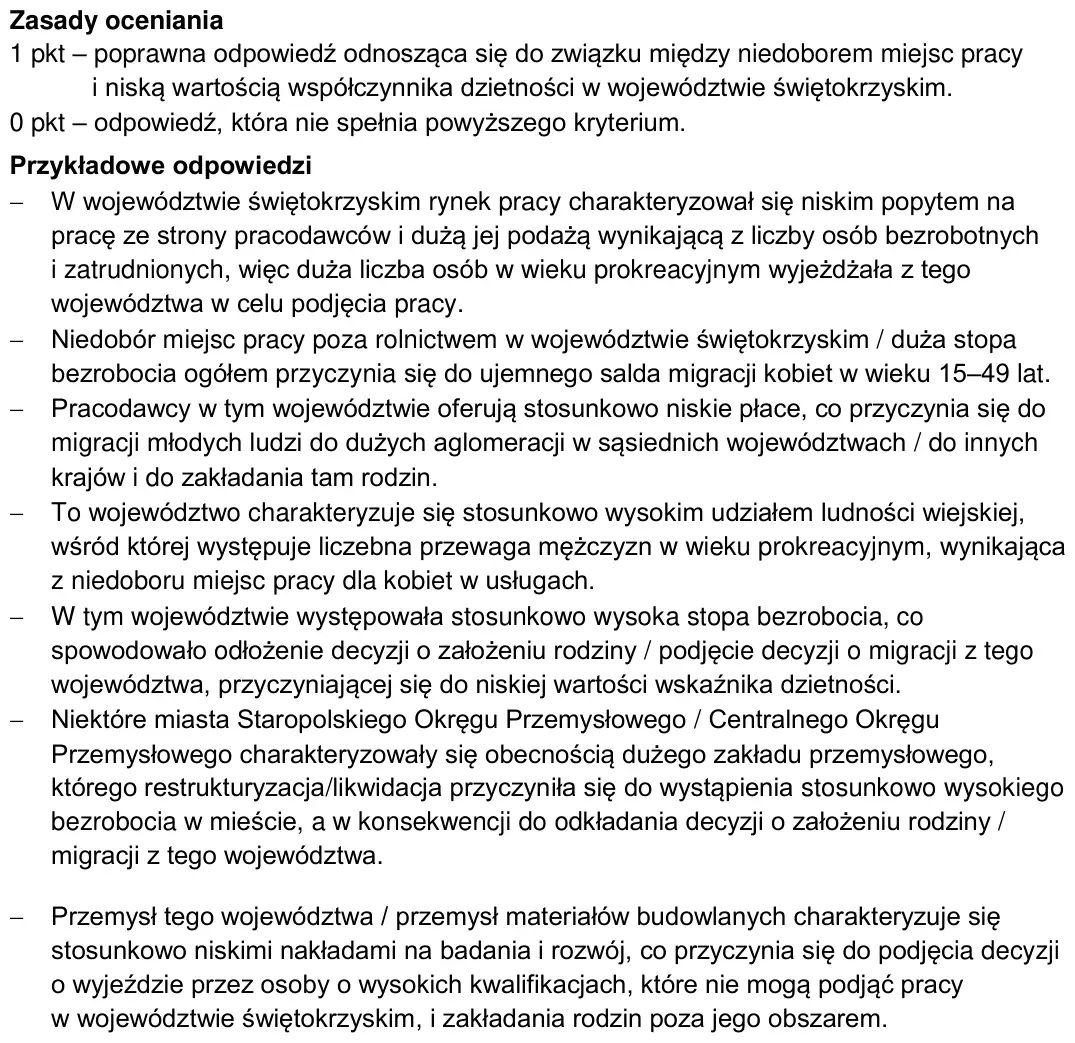 Zasady oceniania
1 pkt – poprawna odpowiedź odnosząca się do związku między niedoborem miejsc pracy
i niską wartością współczynnika dzietności w województwie świętokrzyskim.
0 pkt – odpowiedź, która nie spełnia powyższego kryterium.
Przykładowe odpowiedzi
– W województwie świętokrzyskim rynek pracy charakteryzował się niskim popytem na
pracę ze strony pracodawców i dużą jej podażą wynikającą z liczby osób bezrobotnych
i zatrudnionych, więc duża liczba osób w wieku prokreacyjnym wyjeżdżała z tego
województwa w celu podjęcia pracy.
– Niedobór miejsc pracy poza rolnictwem w województwie świętokrzyskim / duża stopa
bezrobocia ogółem przyczynia się do ujemnego salda migracji kobiet w wieku 15–49 lat.
– Pracodawcy w tym województwie oferują stosunkowo niskie płace, co przyczynia się do
migracji młodych ludzi do dużych aglomeracji w sąsiednich województwach / do innych
krajów i do zakładania tam rodzin.
– To województwo charakteryzuje się stosunkowo wysokim udziałem ludności wiejskiej,
wśród której występuje liczebna przewaga mężczyzn w wieku prokreacyjnym, wynikająca
z niedoboru miejsc pracy dla kobiet w usługach.
– W tym województwie występowała stosunkowo wysoka stopa bezrobocia, co
spowodowało odłożenie decyzji o założeniu rodziny / podjęcie decyzji o migracji z tego
województwa, przyczyniającej się do niskiej wartości wskaźnika dzietności.
– Niektóre miasta Staropolskiego Okręgu Przemysłowego / Centralnego Okręgu
Przemysłowego charakteryzowały się obecnością dużego zakładu przemysłowego,
którego restrukturyzacja/likwidacja przyczyniła się do wystąpienia stosunkowo wysokiego
bezrobocia w mieście, a w konsekwencji do odkładania decyzji o założeniu rodziny /
migracji z tego województwa.
– Przemysł tego województwa / przemysł materiałów budowlanych charakteryzuje się
stosunkowo niskimi nakładami na badania i rozwój, co przyczynia się do podjęcia decyzji
o wyjeździe przez osoby o wysokich kwalifikacjach, które nie mogą podjąć pracy
w województwie świętokrzyskim, i zakładania rodzin poza jego obszarem.